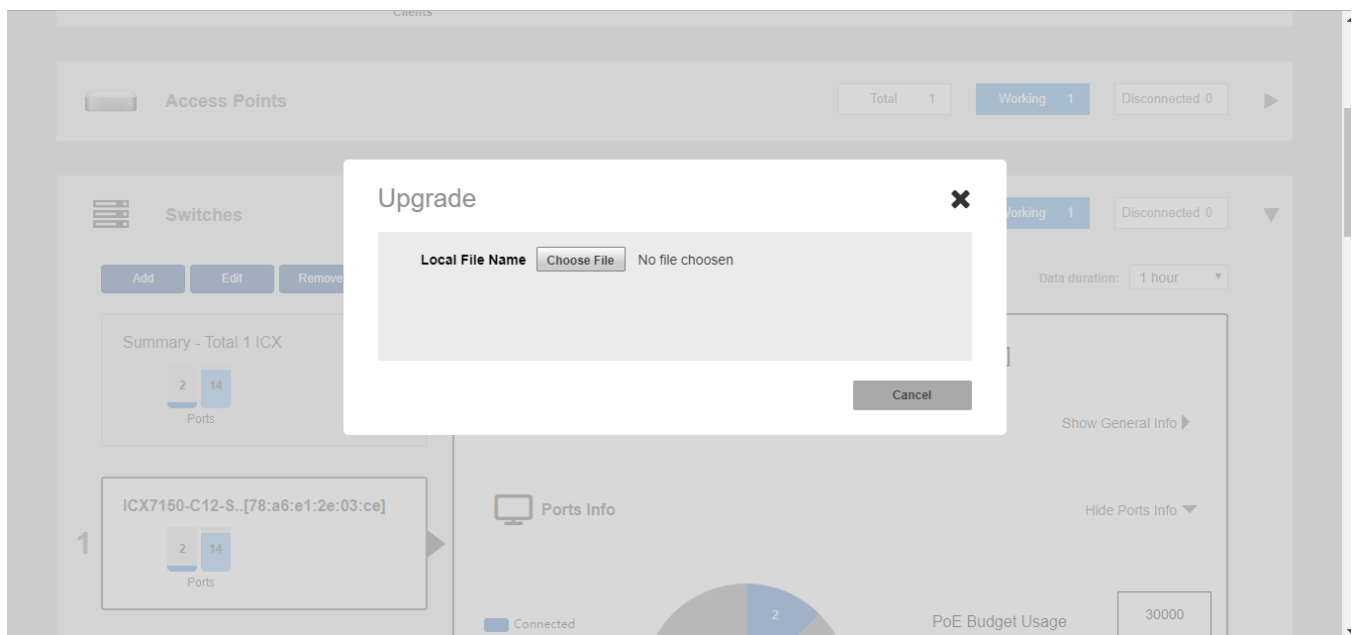 Clients
Access Points
Total 1
Working 1
Disconnected 0
Upgrade
Switches
Working 1
Disconnected 0
Local File Name Choose File No file choosen
Add
Edit
Remove
Data duration: 1 hour
Summary - Total 1 ICX
]
2 14
Ports
Cancel
Show General Info
ICX7150-C12-S..[78:a6:e1:2e:03:ce]
Ports Info
Hide Ports Info
1
2 14
Ports
Connected
2
PoE Budget Usage
30000